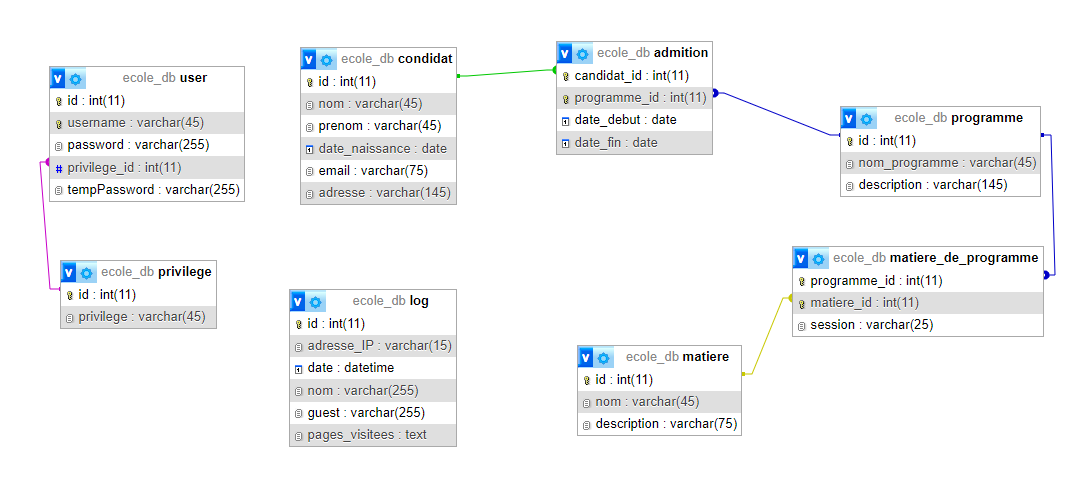 ecole_db user
id : int(11)
username : varchar(45)
password : varchar(255)
# privilege_id : int(11)
tempPassword : varchar(255)
ecole_db condidat
id : int(11)
nom : varchar(45)
prenom : varchar(45)
date_naissance : date
email : varchar(75)
adresse : varchar(145)
ecole_db admition
candidat_id : int(11)
programme_id : int(11)
date_debut : date
date_fin : date
ecole_db programme
id : int(11)
nom_programme : varchar(45)
description : varchar(145)
ecole_db privilege
id : int(11)
privilege : varchar(45)
ecole_db log
id : int(11)
adresse_IP : varchar(15)
date : datetime
nom : varchar(255)
guest : varchar(255)
pages_visitees : text
ecole_db matiere_de_programme
programme_id : int(11)
matiere_id : int(11)
session : varchar(25)
ecole_db matiere
id : int(11)
nom : varchar(45)
description : varchar(75)